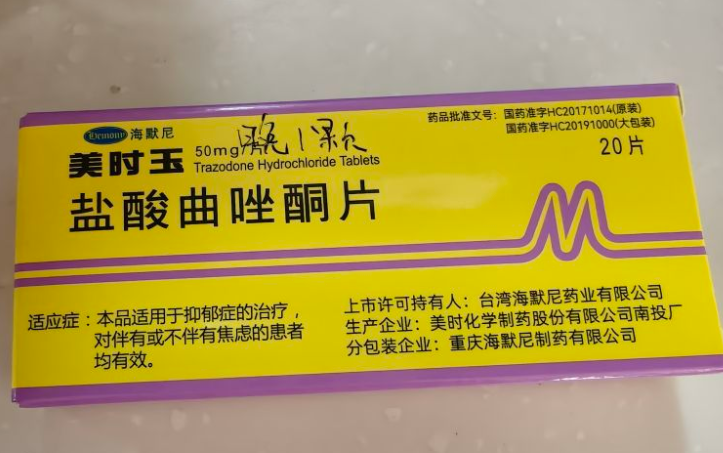 药品批准文号：国药准字HC20171014(原装)
国药准字HC20191000(大包装)
Demour 海默尼
美时玉 50mg 1颗
Trazodone Hydrochloride Tablets
20片
盐酸曲唑酮片
适应症：本品适用于抑郁症的治疗，
对伴有或不伴有焦虑的患者
均有效。
上市许可持有人：台湾海默尼药业有限公司
生产企业：美时化学制药股份有限公司南投厂
分包装企业：重庆海默尼制药有限公司